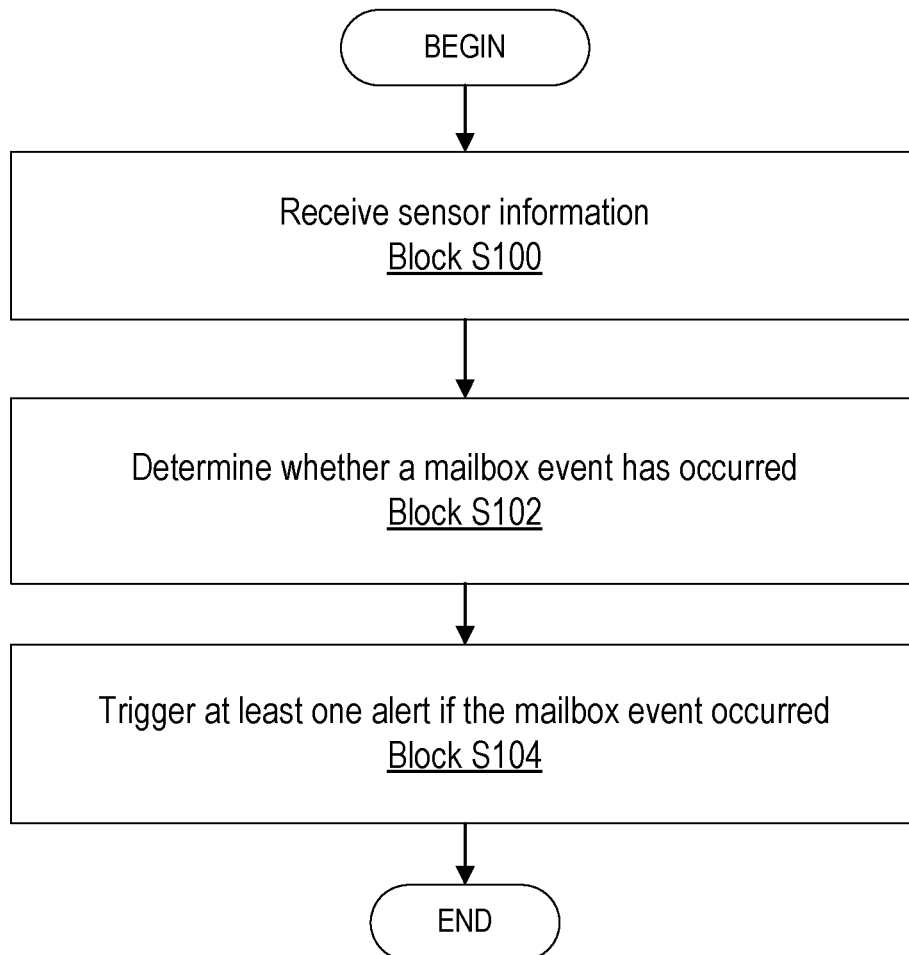 BEGIN
Receive sensor information
Block S100
Determine whether a mailbox event has occurred
Block S102
Trigger at least one alert if the mailbox event occurred
Block S104
END